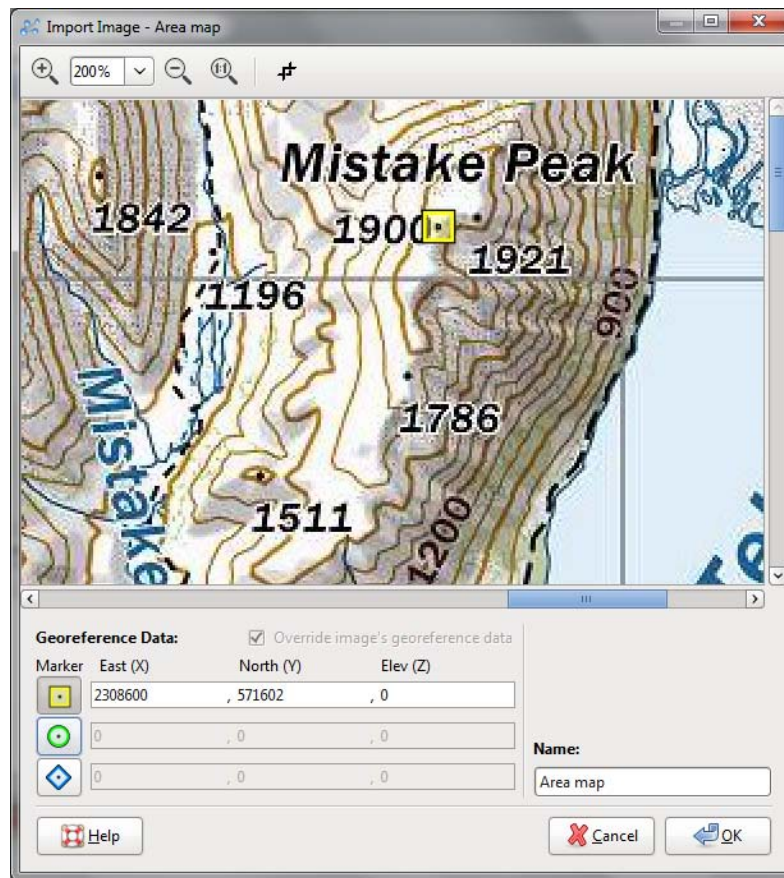 Import Image - Area map
200%
1:1
Mistake Peak
1842
1900
1921
1196
900
Mistake
1786
1511
1200
Georeference Data:
Override image's georeference data
Marker East (X) North (Y) Elev (Z)
2308600 , 571602 , 0
0 , 0 , 0
0 , 0 , 0
Name:
Area map
Help Cancel OK